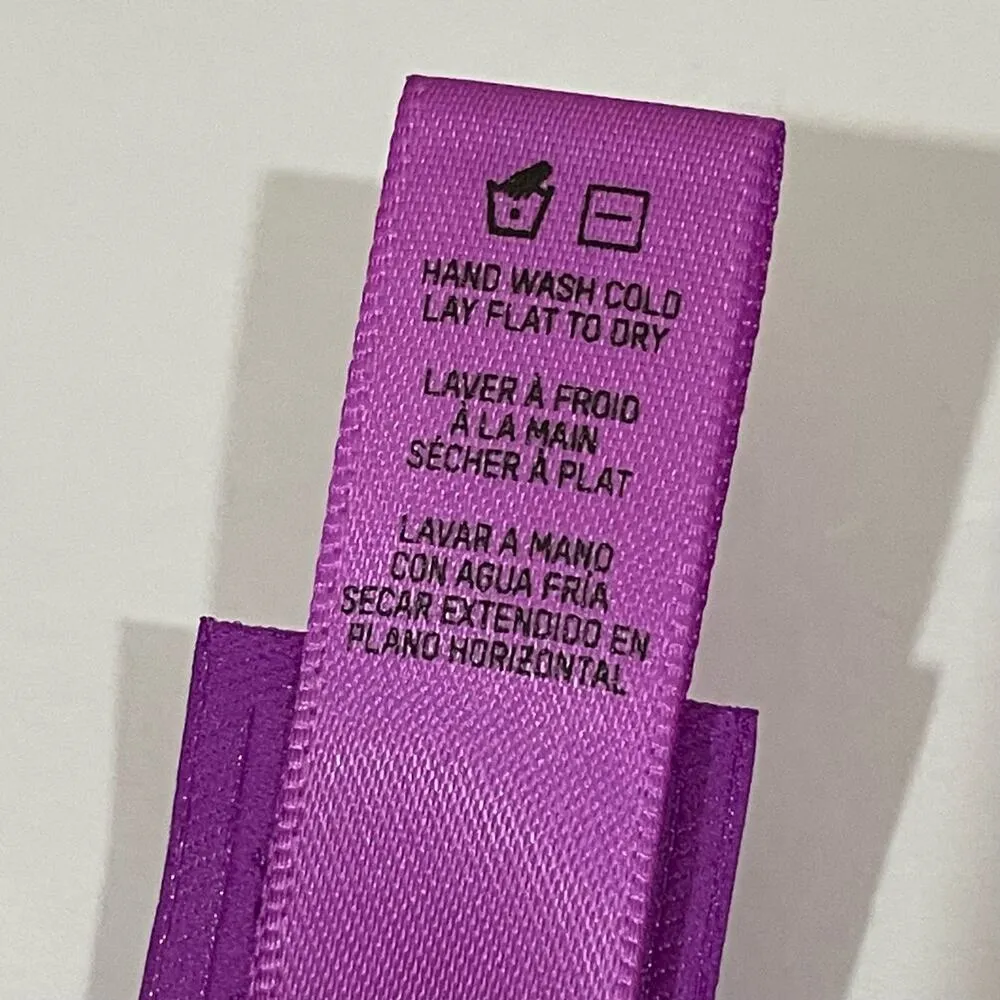 HAND WASH COLD
LAY FLAT TO DRY
LAVER À FROID
À LA MAIN
SÉCHER À PLAT
LAVAR A MANO
CON AGUA FRÍA
SECAR EXTENDIDO EN
PLANO HORIZONTAL